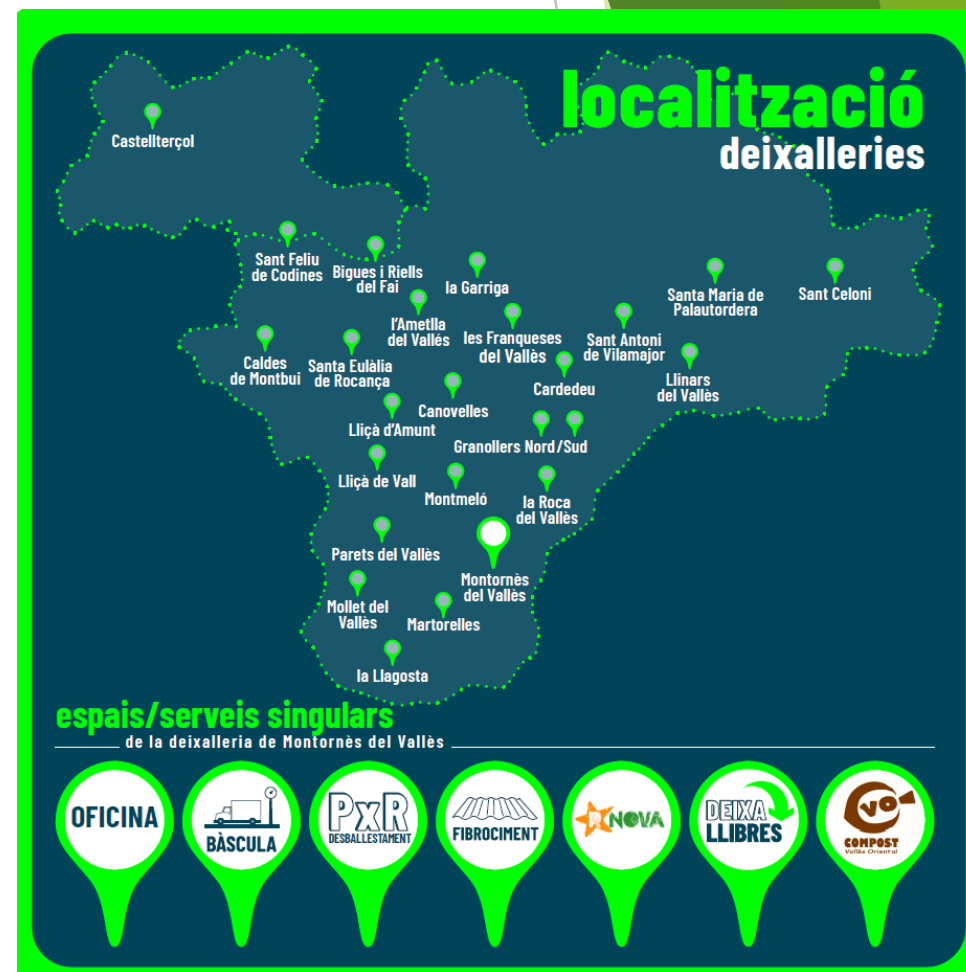 localització
deixalleries
Castellterçol
Sant Feliu
de Codines
Bigues i Riells
del Fai
la Garriga
Santa Maria de
Palautordera
Sant Celoni
l'Ametlla
del Vallés
les Franqueses
del Vallès
Sant Antoni
de Vilamajor
Caldes
de Montbui
Santa Eulàlia
de Rocança
Cardedeu
Llinars
del Vallès
Canovelles
Lliçà d'Amunt
Granollers Nord/Sud
Lliçà de Vall
Montmeló
la Roca
del Vallès
Parets del Vallès
Montornès
del Vallès
Mollet del
Vallès
Martorelles
la Llagosta
espais/serveis singulars
de la deixalleria de Montornès del Vallès
OFICINA
BÀSCULA
PxR
DESBALLESTAMENT
FIBROCIMENT
NOVA
DEIXA
LLIBRES
CVO
COMPOST
Vallès Oriental